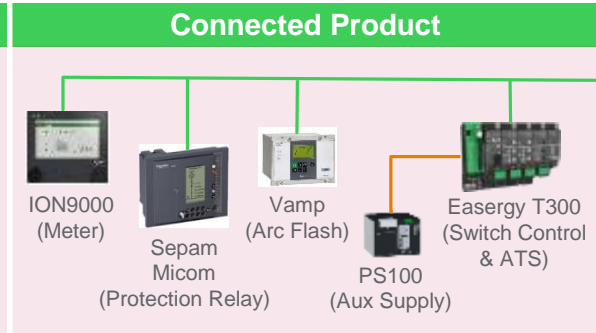 Connected Product
ION9000
(Meter)
Sepam
Micom
(Protection Relay)
Vamp
(Arc Flash)
PS100
(Aux Supply)
Easergy T300
(Switch Control
& ATS)